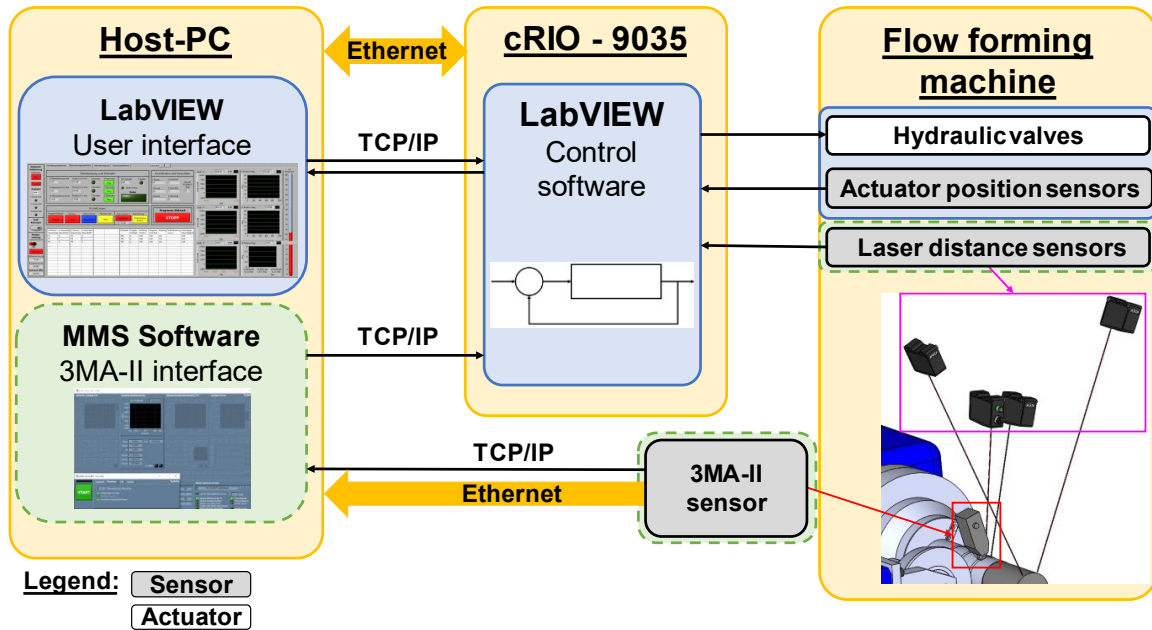 Host-PC
Ethernet
cRIO - 9035
Flow forming
machine
LabVIEW
User interface
STOPP
TCP/IP
LabVIEW
Control
software
Hydraulic valves
Actuator position sensors
Laser distance sensors
MMS Software
3MA-II interface
START
TCP/IP
TCP/IP
Ethernet
3MA-II
sensor
Legend:
Sensor
Actuator